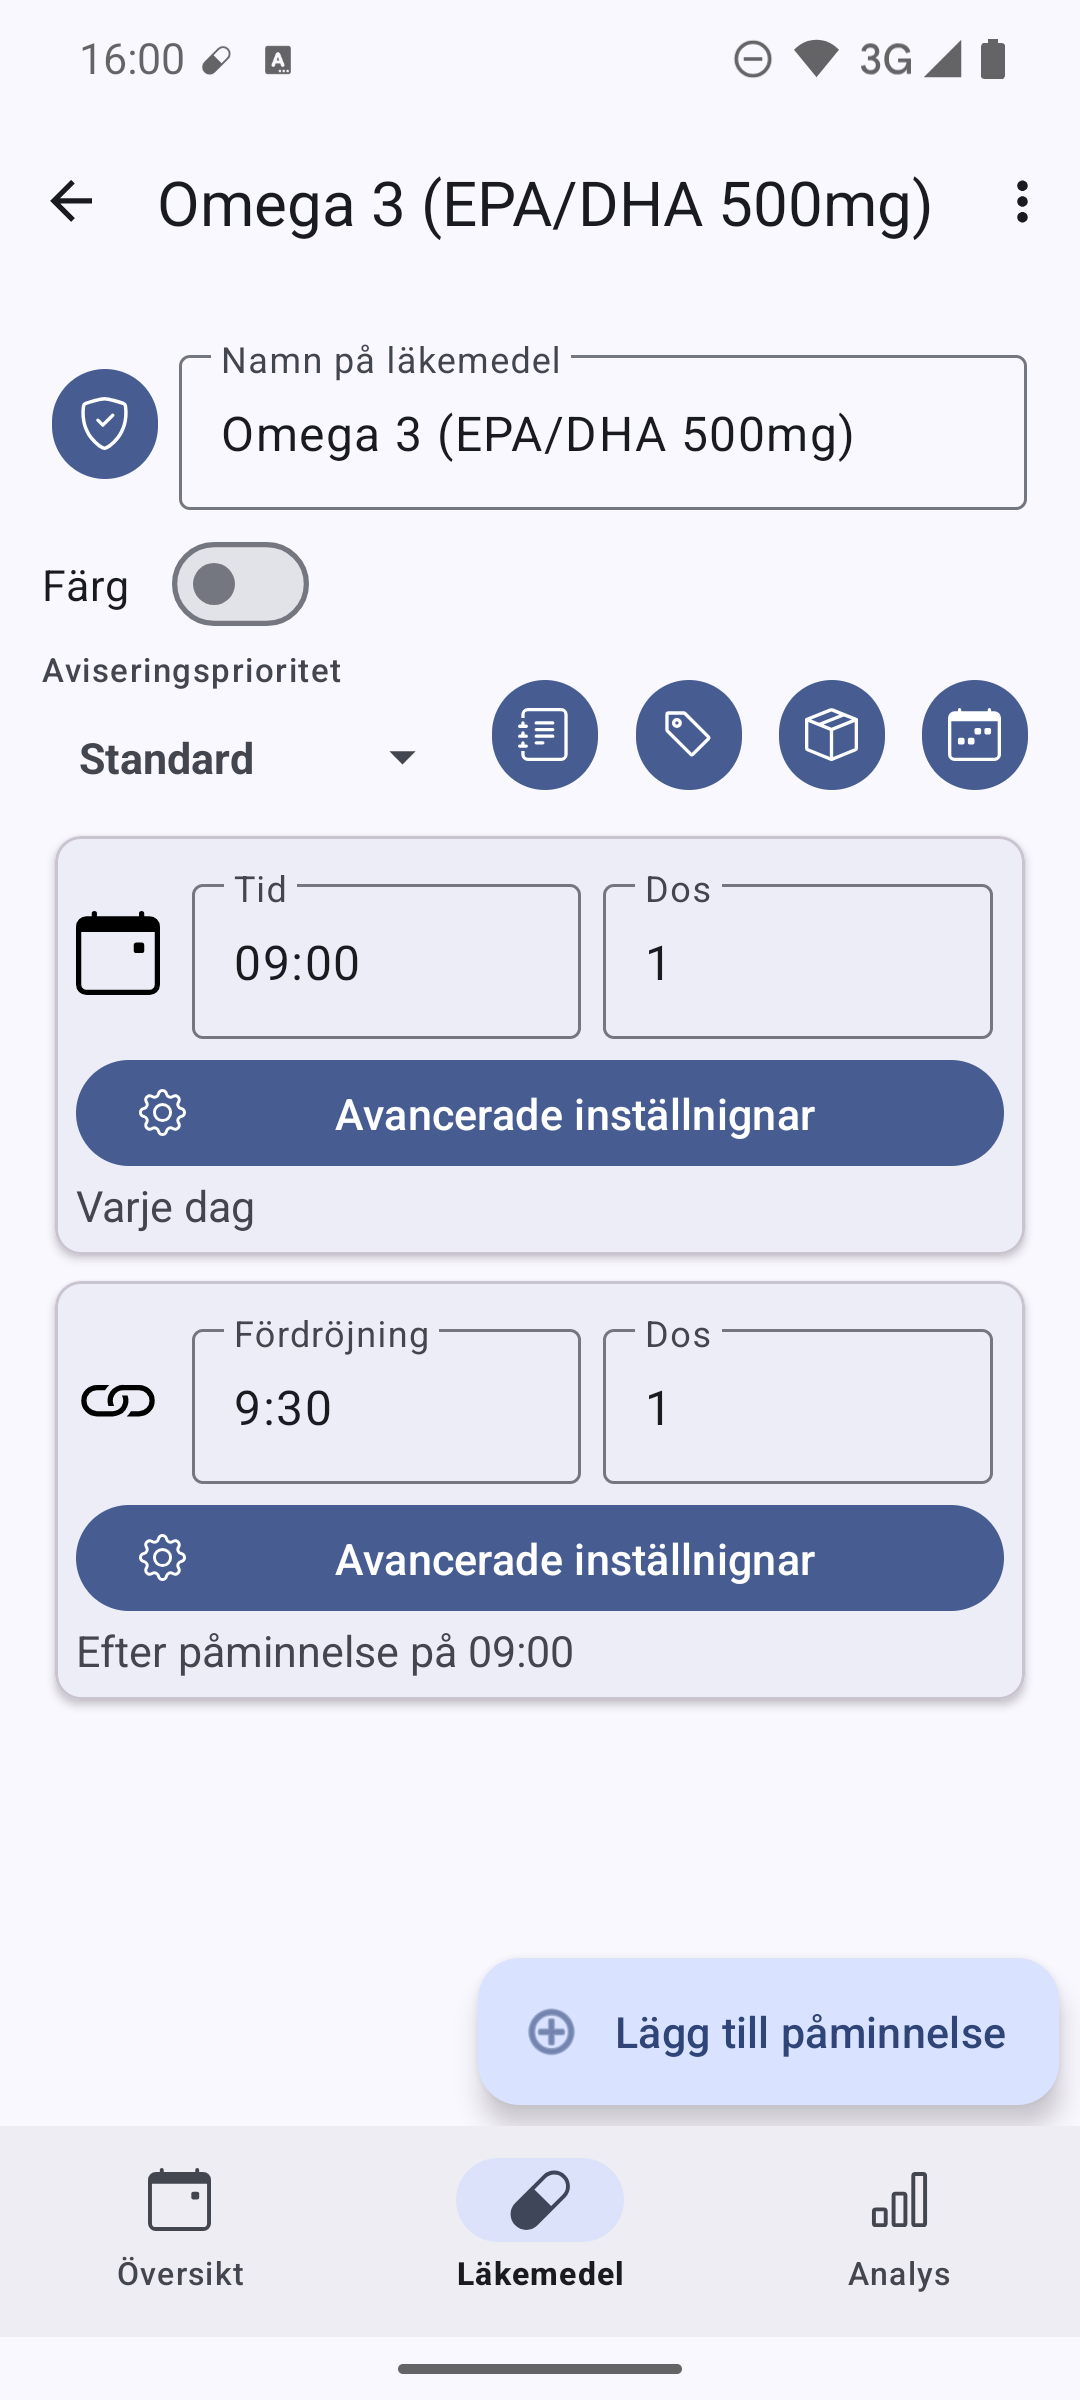 16:00
3G
Omega 3 (EPA/DHA 500mg)
Namn på läkemedel
Omega 3 (EPA/DHA 500mg)
Färg
Aviseringsprioritet
Standard
Tid
09:00
Dos
1
Avancerade inställnignar
Varje dag
Fördröjning
9:30
Dos
1
Avancerade inställnignar
Efter påminnelse på 09:00
Lägg till påminnelse
Översikt
Läkemedel
Analys